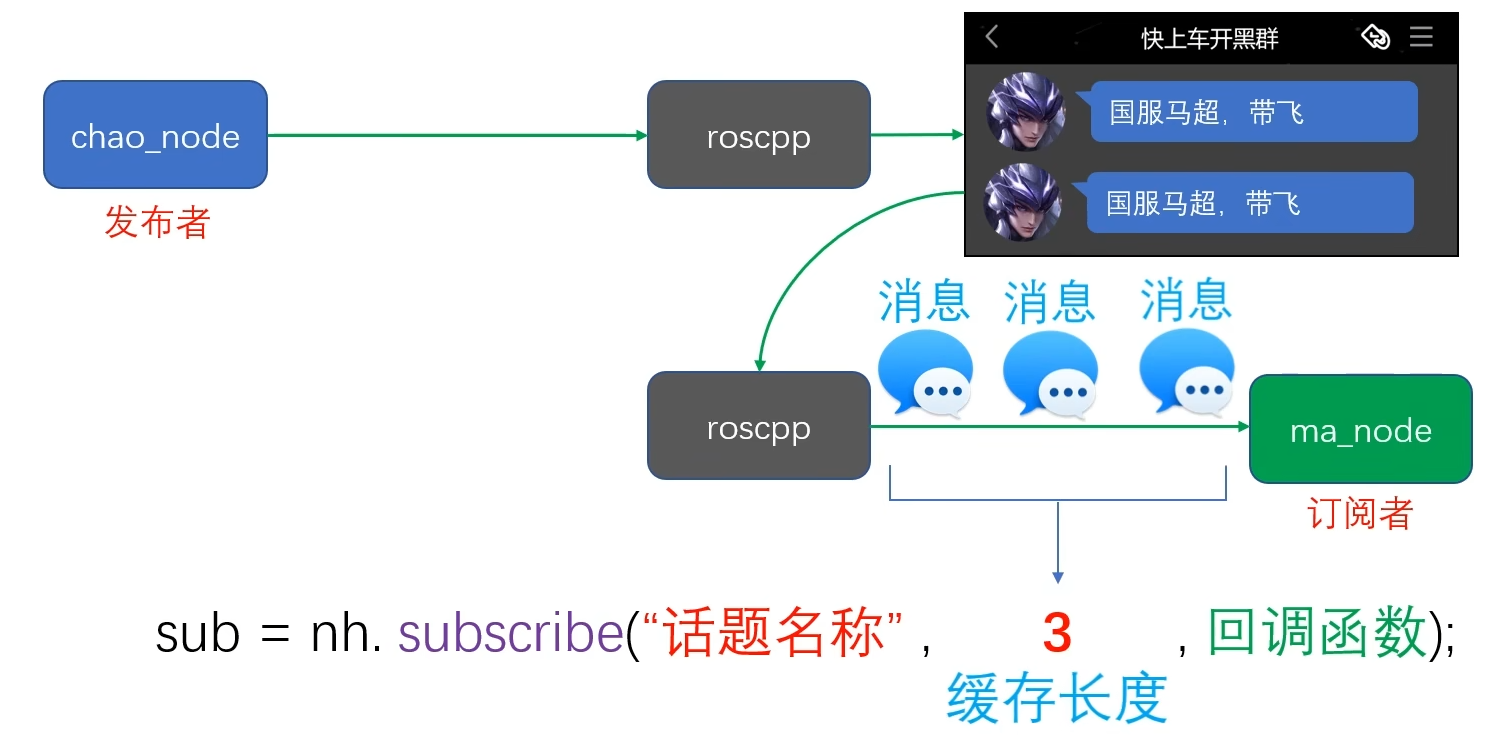 快上车开黑群
chao_node
roscpp
国服马超，带飞
国服马超，带飞
发布者
消息 消息 消息
roscpp
ma_node
订阅者
sub = nh. subscribe(“话题名称” , 3 , 回调函数);
缓存长度